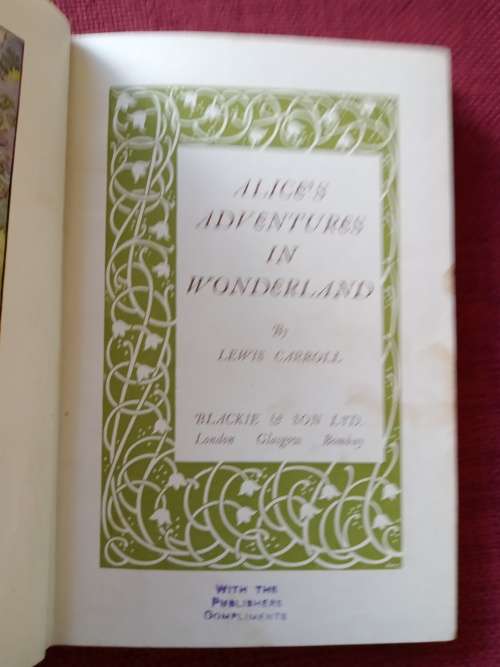 ALICE'S
ADVENTURES
IN
WONDERLAND
By
LEWIS CARROLL
BLACKIE & SON LTD.
London Glasgow Bombay
WITH THE
PUBLISHERS
COMPLIMENTS